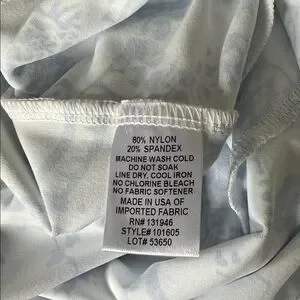 80% NYLON
20% SPANDEX
MACHINE WASH COLD
DO NOT SOAK
LINE DRY, COOL IRON
NO CHLORINE BLEACH
NO FABRIC SOFTENER
MADE IN USA OF
IMPORTED FABRIC
RN# 131946
STYLE# 101605
LOT# 53650